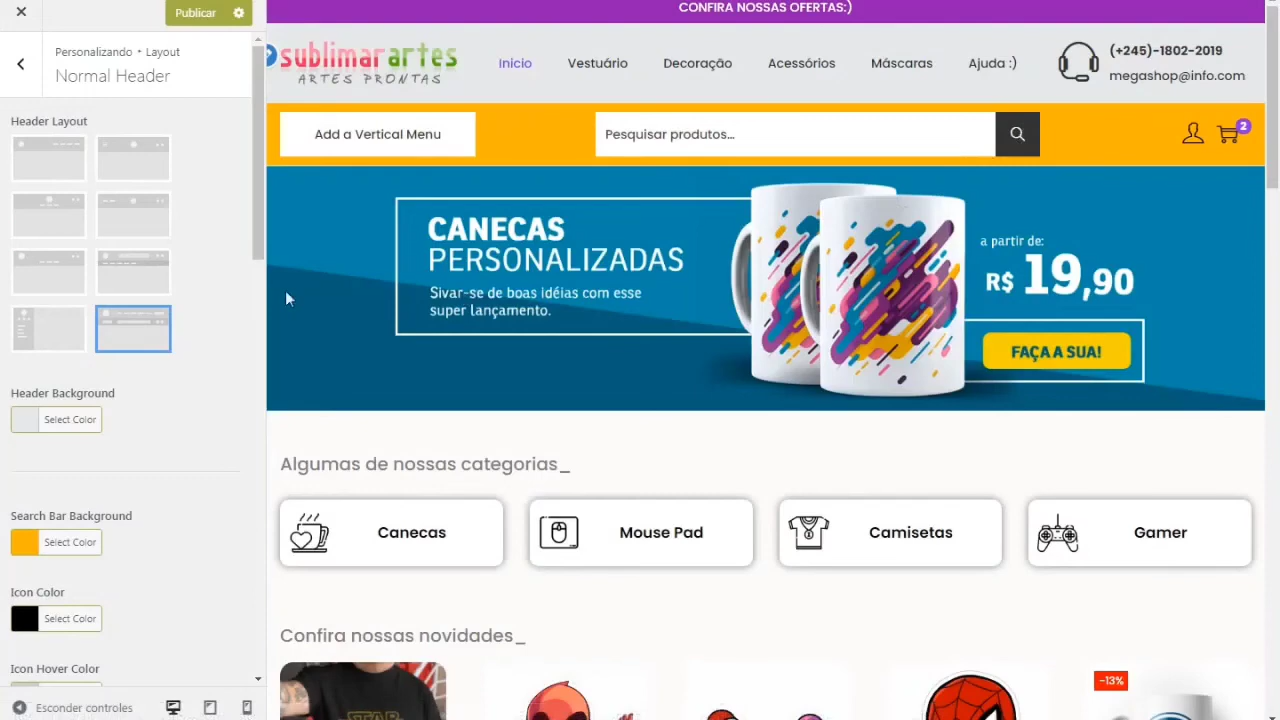 Publicar
Personalizando • Layout
Normal Header
Header Layout
Header Background
Select Color
Search Bar Background
Select Color
Icon Color
Select Color
Icon Hover Color
Esconder controles
CONFIRA NOSSAS OFERTAS:)
sublimarartes
ARTES PRONTAS
Inicio
Vestuário
Decoração
Acessórios
Máscaras
Ajuda :)
(+245)-1802-2019
megashop@info.com
Add a Vertical Menu
Pesquisar produtos...
2
CANECAS
PERSONALIZADAS
Sivar-se de boas idéias com esse
super lançamento.
a partir de:
R$ 19,90
FAÇA A SUA!
Algumas de nossas categorias_
Canecas
Mouse Pad
Camisetas
Gamer
Confira nossas novidades_
-13%